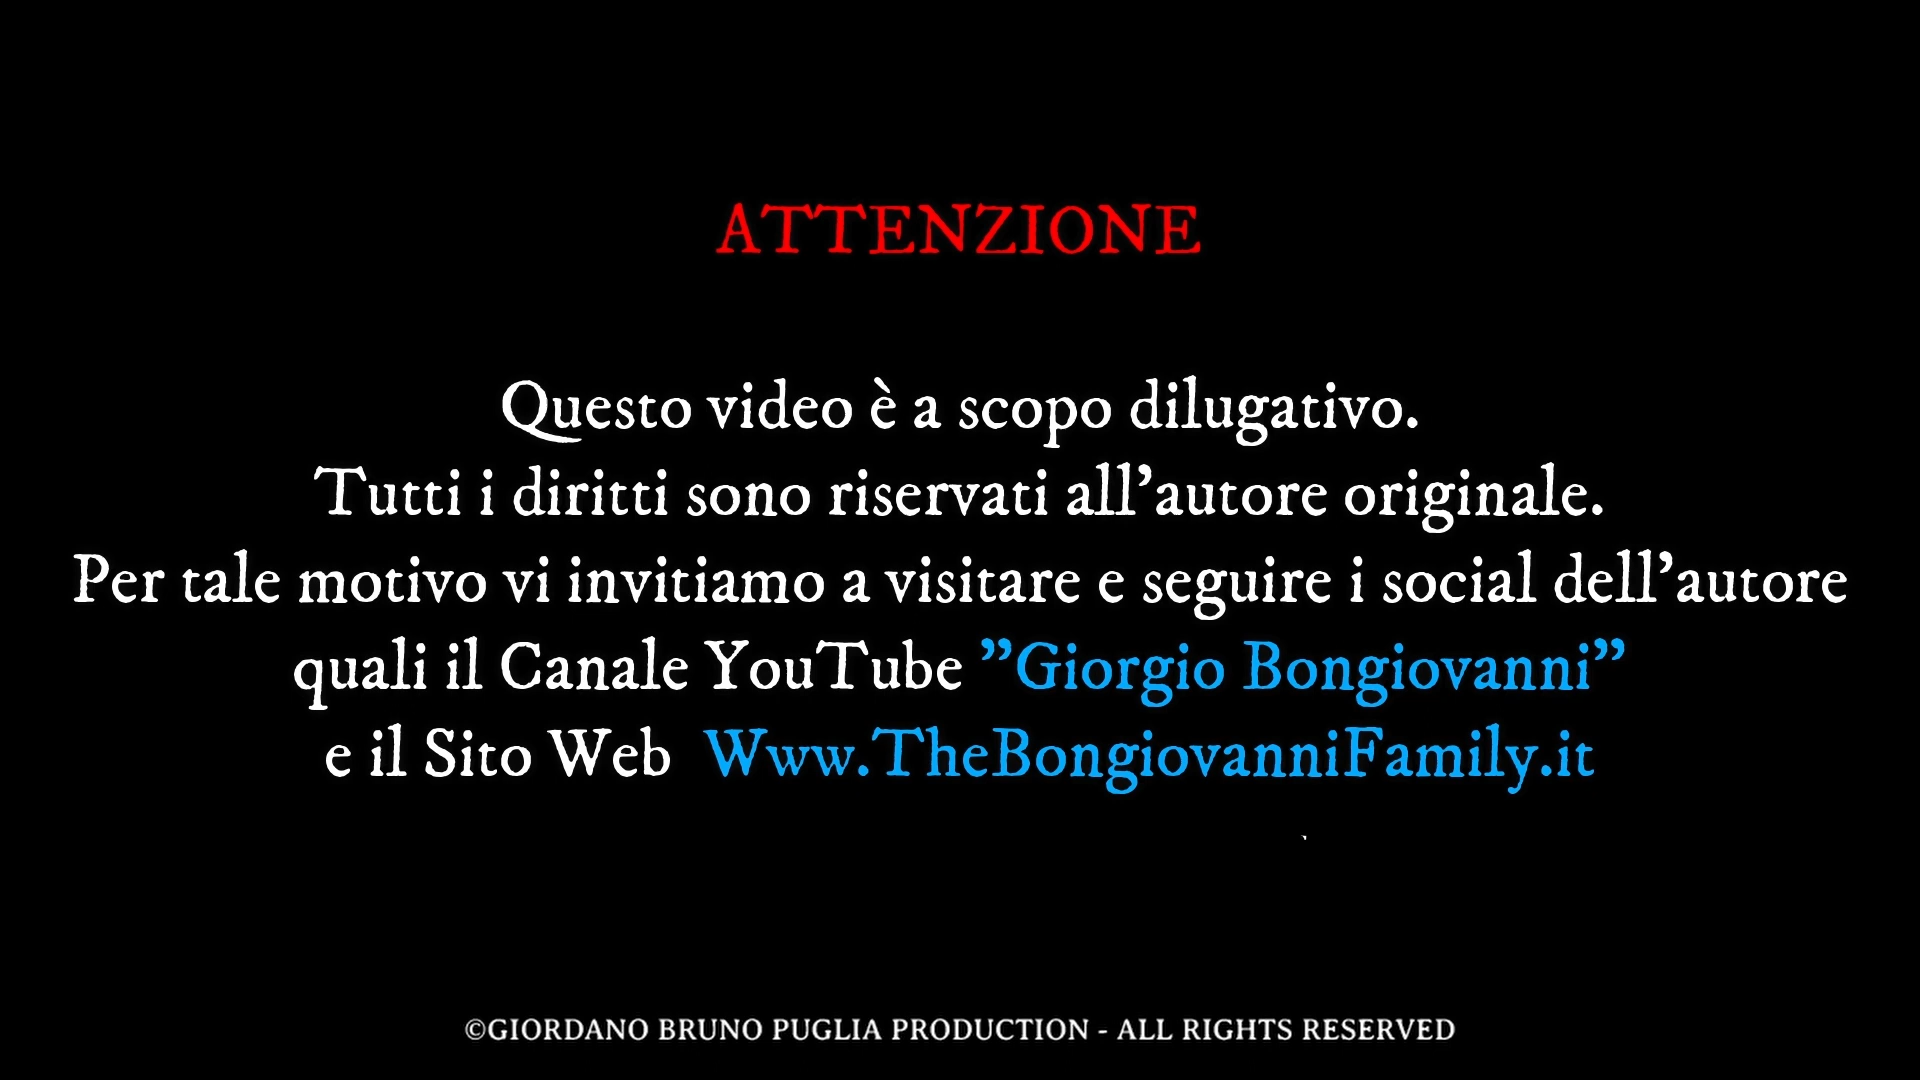 ATTENZIONE
Questo video è a scopo dilugativo.
Tutti i diritti sono riservati all’autore originale.
Per tale motivo vi invitiamo a visitare e seguire i social dell’autore
quali il Canale YouTube ”Giorgio Bongiovanni”
e il Sito Web Www.TheBongiovanniFamily.it
©GIORDANO BRUNO PUGLIA PRODUCTION - ALL RIGHTS RESERVED